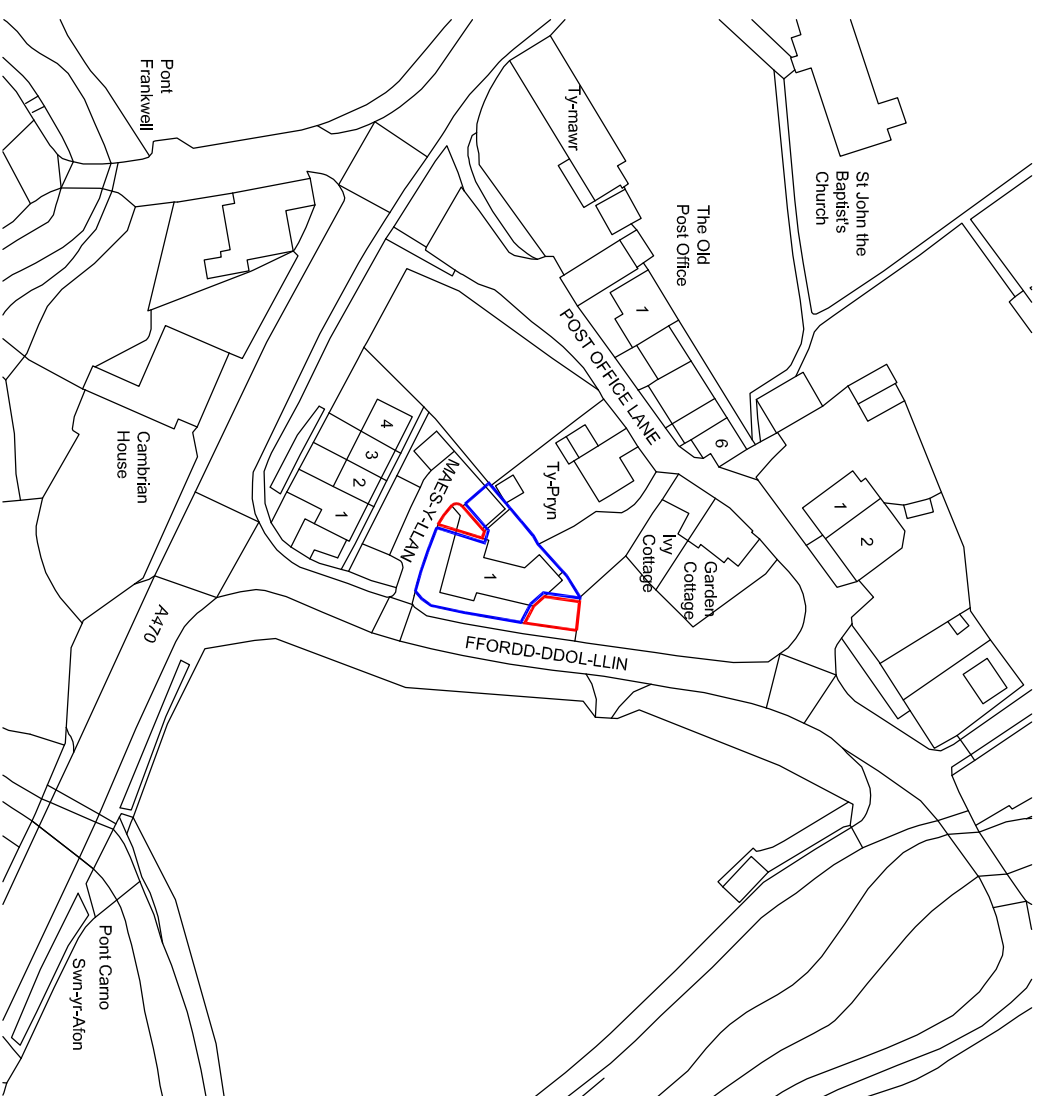 Pont
Frankwell
Ty-mawr
St John the
Baptist's
Church
The Old
Post Office
1
POST OFFICE LANE
6
4
3
2
1
Cambrian
House
MAES-Y-LLAN
Ty-Pryn
1
Ivy
Cottage
Garden
Cottage
1
2
A470
FFORDD-DDOL-LLIN
Pont Carno
Swn-yr-Afon